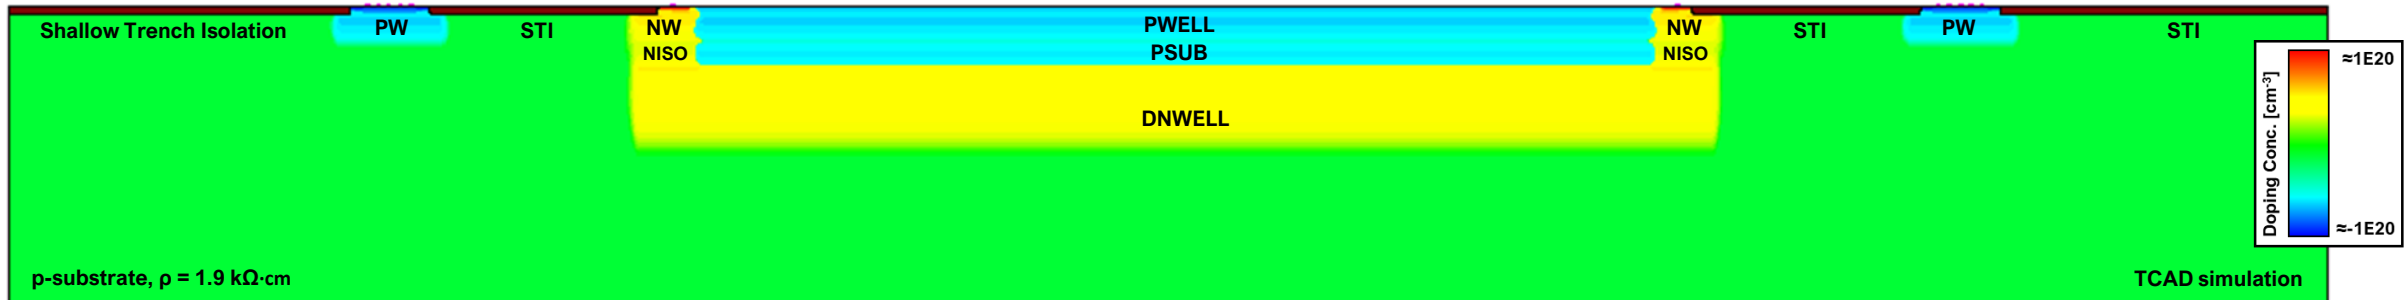 Shallow Trench Isolation
PW
STI
NW
NISO
PWELL
PSUB
DNWELL
NW
NISO
STI
PW
STI
Doping Conc. [cm-3]
≈1E20
≈-1E20
p-substrate, ρ = 1.9 kΩ·cm
TCAD simulation